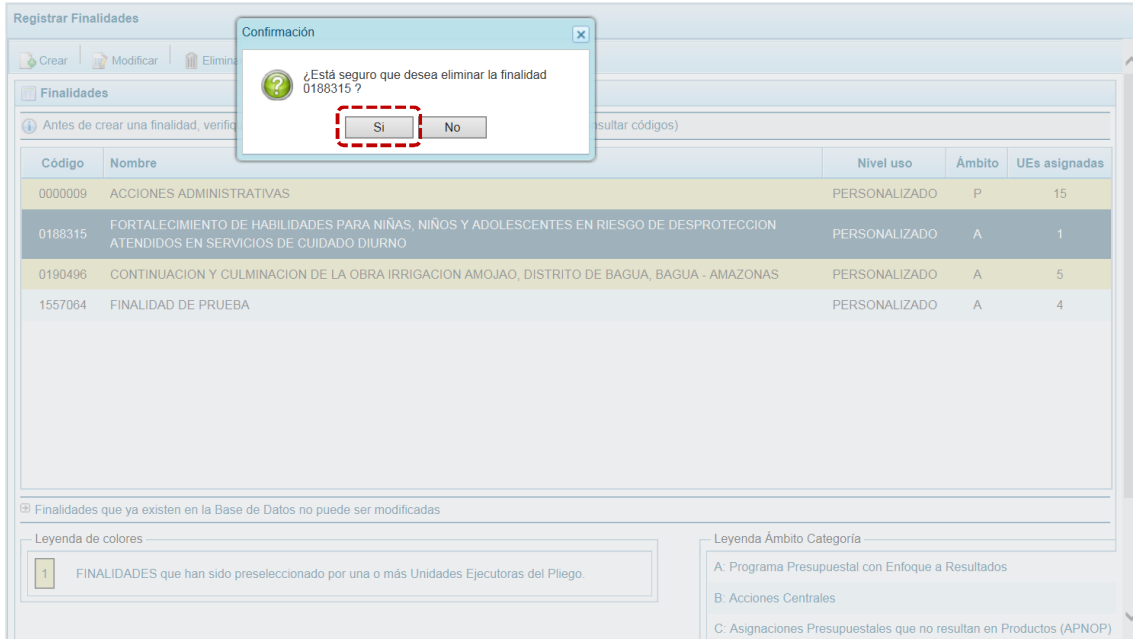 Registrar Finalidades
Confirmación
Crear Modificar Elimina
¿Está seguro que desea eliminar la finalidad
0188315 ?
Finalidades
Si No
Antes de crear una finalidad, verifiq nsultar códigos)
Código Nombre Nivel uso Ámbito UEs asignadas
0000009 ACCIONES ADMINISTRATIVAS PERSONALIZADO P 15
0188315 FORTALECIMIENTO DE HABILIDADES PARA NIÑAS, NIÑOS Y ADOLESCENTES EN RIESGO DE DESPROTECCION PERSONALIZADO A 1
ATENDIDOS EN SERVICIOS DE CUIDADO DIURNO
0190496 CONTINUACION Y CULMINACION DE LA OBRA IRRIGACION AMOJAO, DISTRITO DE BAGUA, BAGUA - AMAZONAS PERSONALIZADO A 5
1557064 FINALIDAD DE PRUEBA PERSONALIZADO A 4
Finalidades que ya existen en la Base de Datos no puede ser modificadas
Leyenda de colores
1 FINALIDADES que han sido preseleccionado por una o más Unidades Ejecutoras del Pliego.
Leyenda Ámbito Categoría
A: Programa Presupuestal con Enfoque a Resultados
B: Acciones Centrales
C: Asignaciones Presupuestales que no resultan en Productos (APNOP)